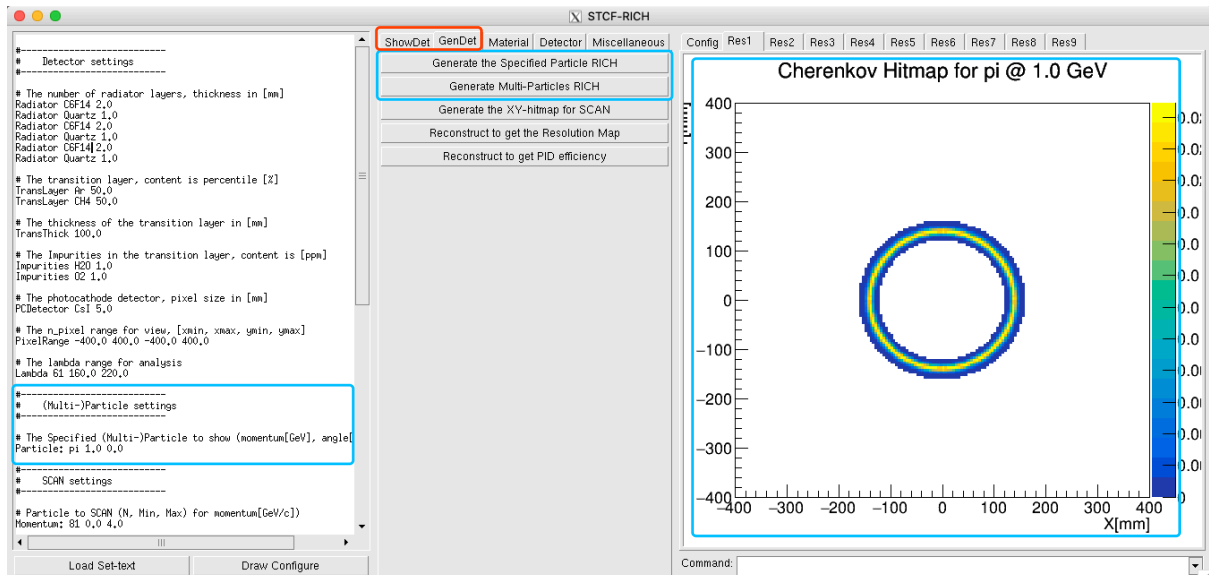 STCF-RICH
#---------------------------
# Detector settings
#---------------------------
# The number of radiator layers, thickness in [mm]
Radiator C6F14 2.0
Radiator Quartz 1.0
Radiator C6F14 2.0
Radiator Quartz 1.0
Radiator C6F14 2.0
Radiator Quartz 1.0
# The transition layer, content is percentile [%]
TransLayer Ar 50.0
TransLayer CH4 50.0
# The thickness of the transition layer in [mm]
TransThick 100.0
# The Impurities in the transition layer, content is [ppm]
Impurities H2O 1.0
Impurities O2 1.0
# The photocathode detector, pixel size in [mm]
PCDetector CsI 5.0
# The n_pixel range for view, [xmin, xmax, ymin, ymax]
PixelRange -400.0 400.0 -400.0 400.0
# The lambda range for analysis
Lambda 61 160.0 220.0
#---------------------------
# (Multi-)Particle settings
#---------------------------
# The Specified (Multi-)Particle to show (momentum[GeV], angle[
Particle: pi 1.0 0.0
#---------------------------
# SCAN settings
#---------------------------
# Particle to SCAN (N, Min, Max) for momentum[GeV/c])
Momentum: 81 0.0 4.0
Load Set-text Draw Configure
ShowDet GenDet Material Detector Miscellaneous
Generate the Specified Particle RICH
Generate Multi-Particles RICH
Generate the XY-hitmap for SCAN
Reconstruct to get the Resolution Map
Reconstruct to get PID efficiency
Config Res1 Res2 Res3 Res4 Res5 Res6 Res7 Res8 Res9
Cherenkov Hitmap for pi @ 1.0 GeV
400
300
200
100
0
−100
−200
−300
−400
−400 −300 −200 −100 0 100 200 300 400
X[mm]
0
Command: